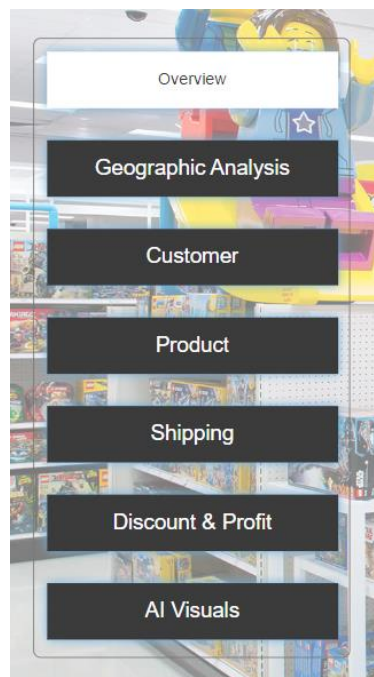 Overview
Geographic Analysis
Customer
Product
Shipping
Discount & Profit
AI Visuals